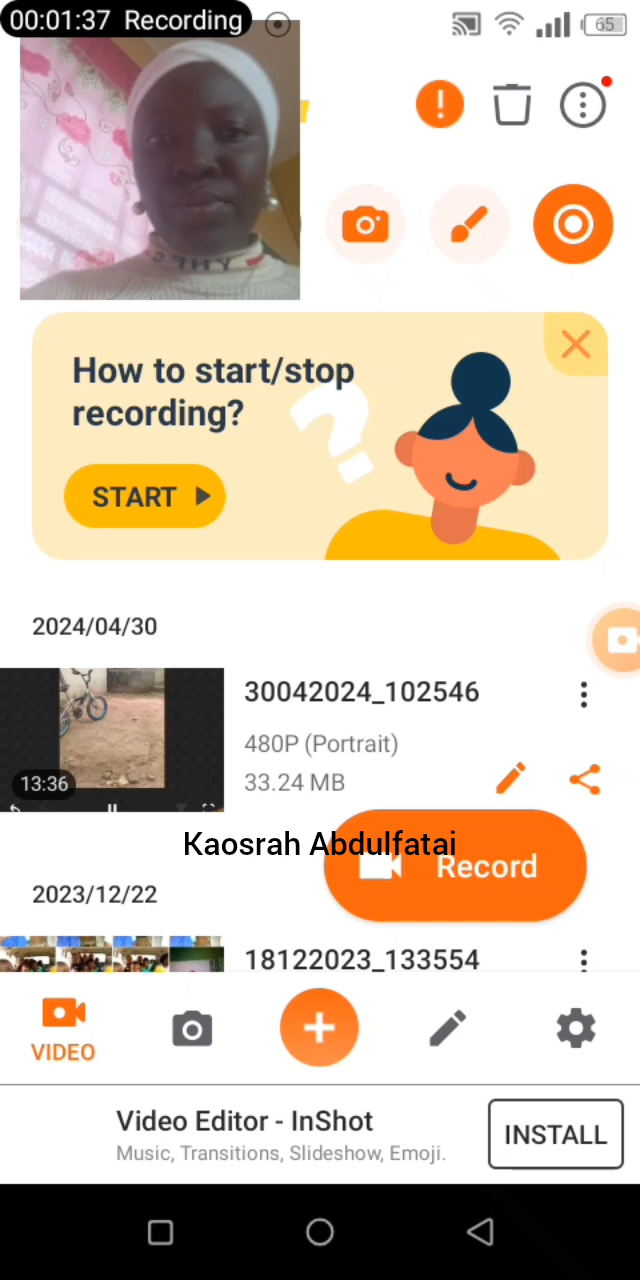 00:01:37 Recording
65
How to start/stop
recording?
START
2024/04/30
30042024_102546
480P (Portrait)
33.24 MB
13:36
Kaosrah Abdulfatai
Record
2023/12/22
18122023_133554
VIDEO
Video Editor - InShot
INSTALL
Music, Transitions, Slideshow, Emoji.